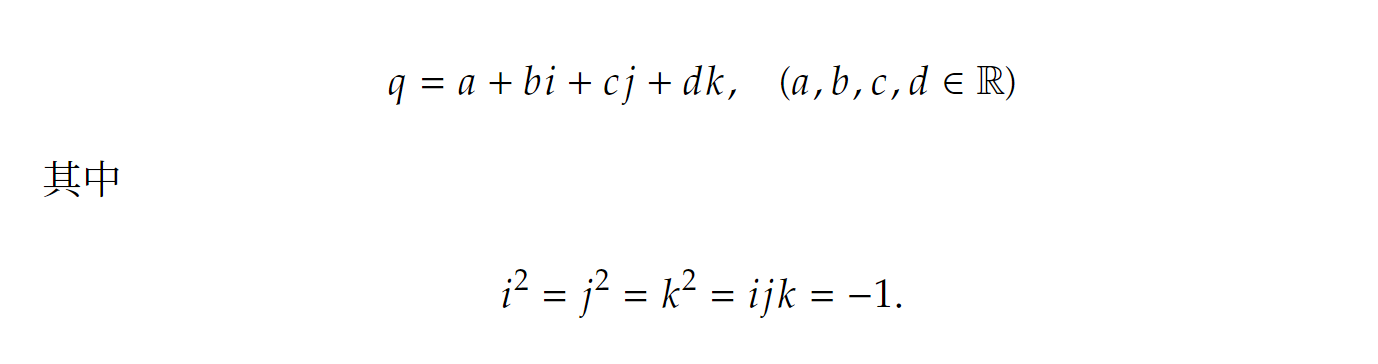 q = a + bi + cj + dk, (a, b, c, d ∈ ℝ)
其中
i² = j² = k² = ijk = −1.